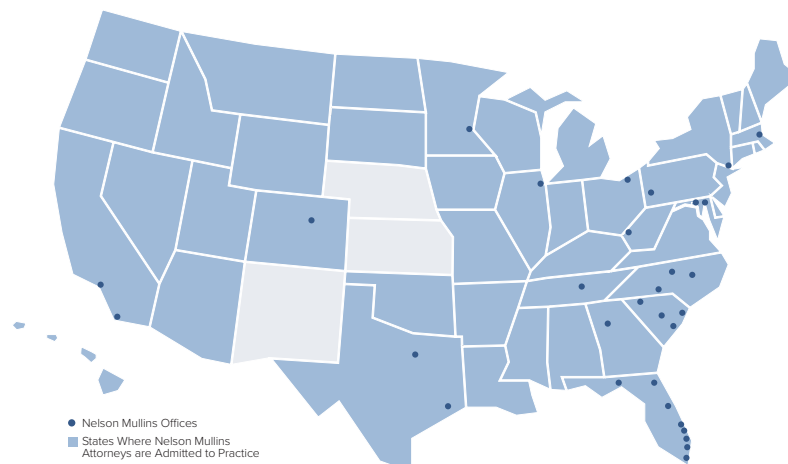 Nelson Mullins Offices
States Where Nelson Mullins
Attorneys are Admitted to Practice